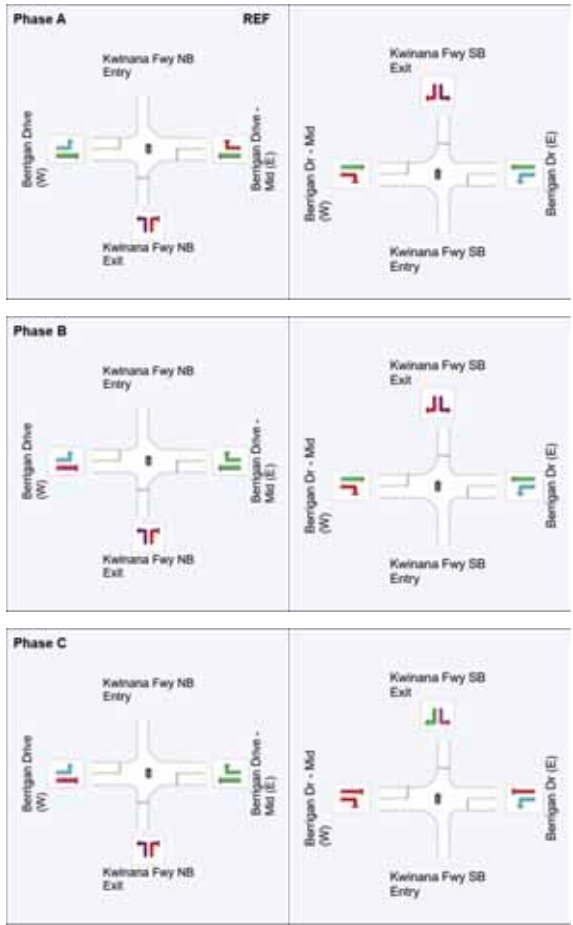 Phase A
REF
Kwinana Fwy NB
Entry
Berrigan Drive
(W)
Berrigan Drive -
Mid (E)
Kwinana Fwy NB
Exit
Kwinana Fwy SB
Exit
Berrigan Dr - Mid
(W)
Berrigan Dr (E)
Kwinana Fwy SB
Entry
Phase B
Kwinana Fwy NB
Entry
Berrigan Drive
(W)
Berrigan Drive -
Mid (E)
Kwinana Fwy NB
Exit
Kwinana Fwy SB
Exit
Berrigan Dr - Mid
(W)
Berrigan Dr (E)
Kwinana Fwy SB
Entry
Phase C
Kwinana Fwy NB
Entry
Berrigan Drive
(W)
Berrigan Drive -
Mid (E)
Kwinana Fwy NB
Exit
Kwinana Fwy SB
Exit
Berrigan Dr - Mid
(W)
Berrigan Dr (E)
Kwinana Fwy SB
Entry